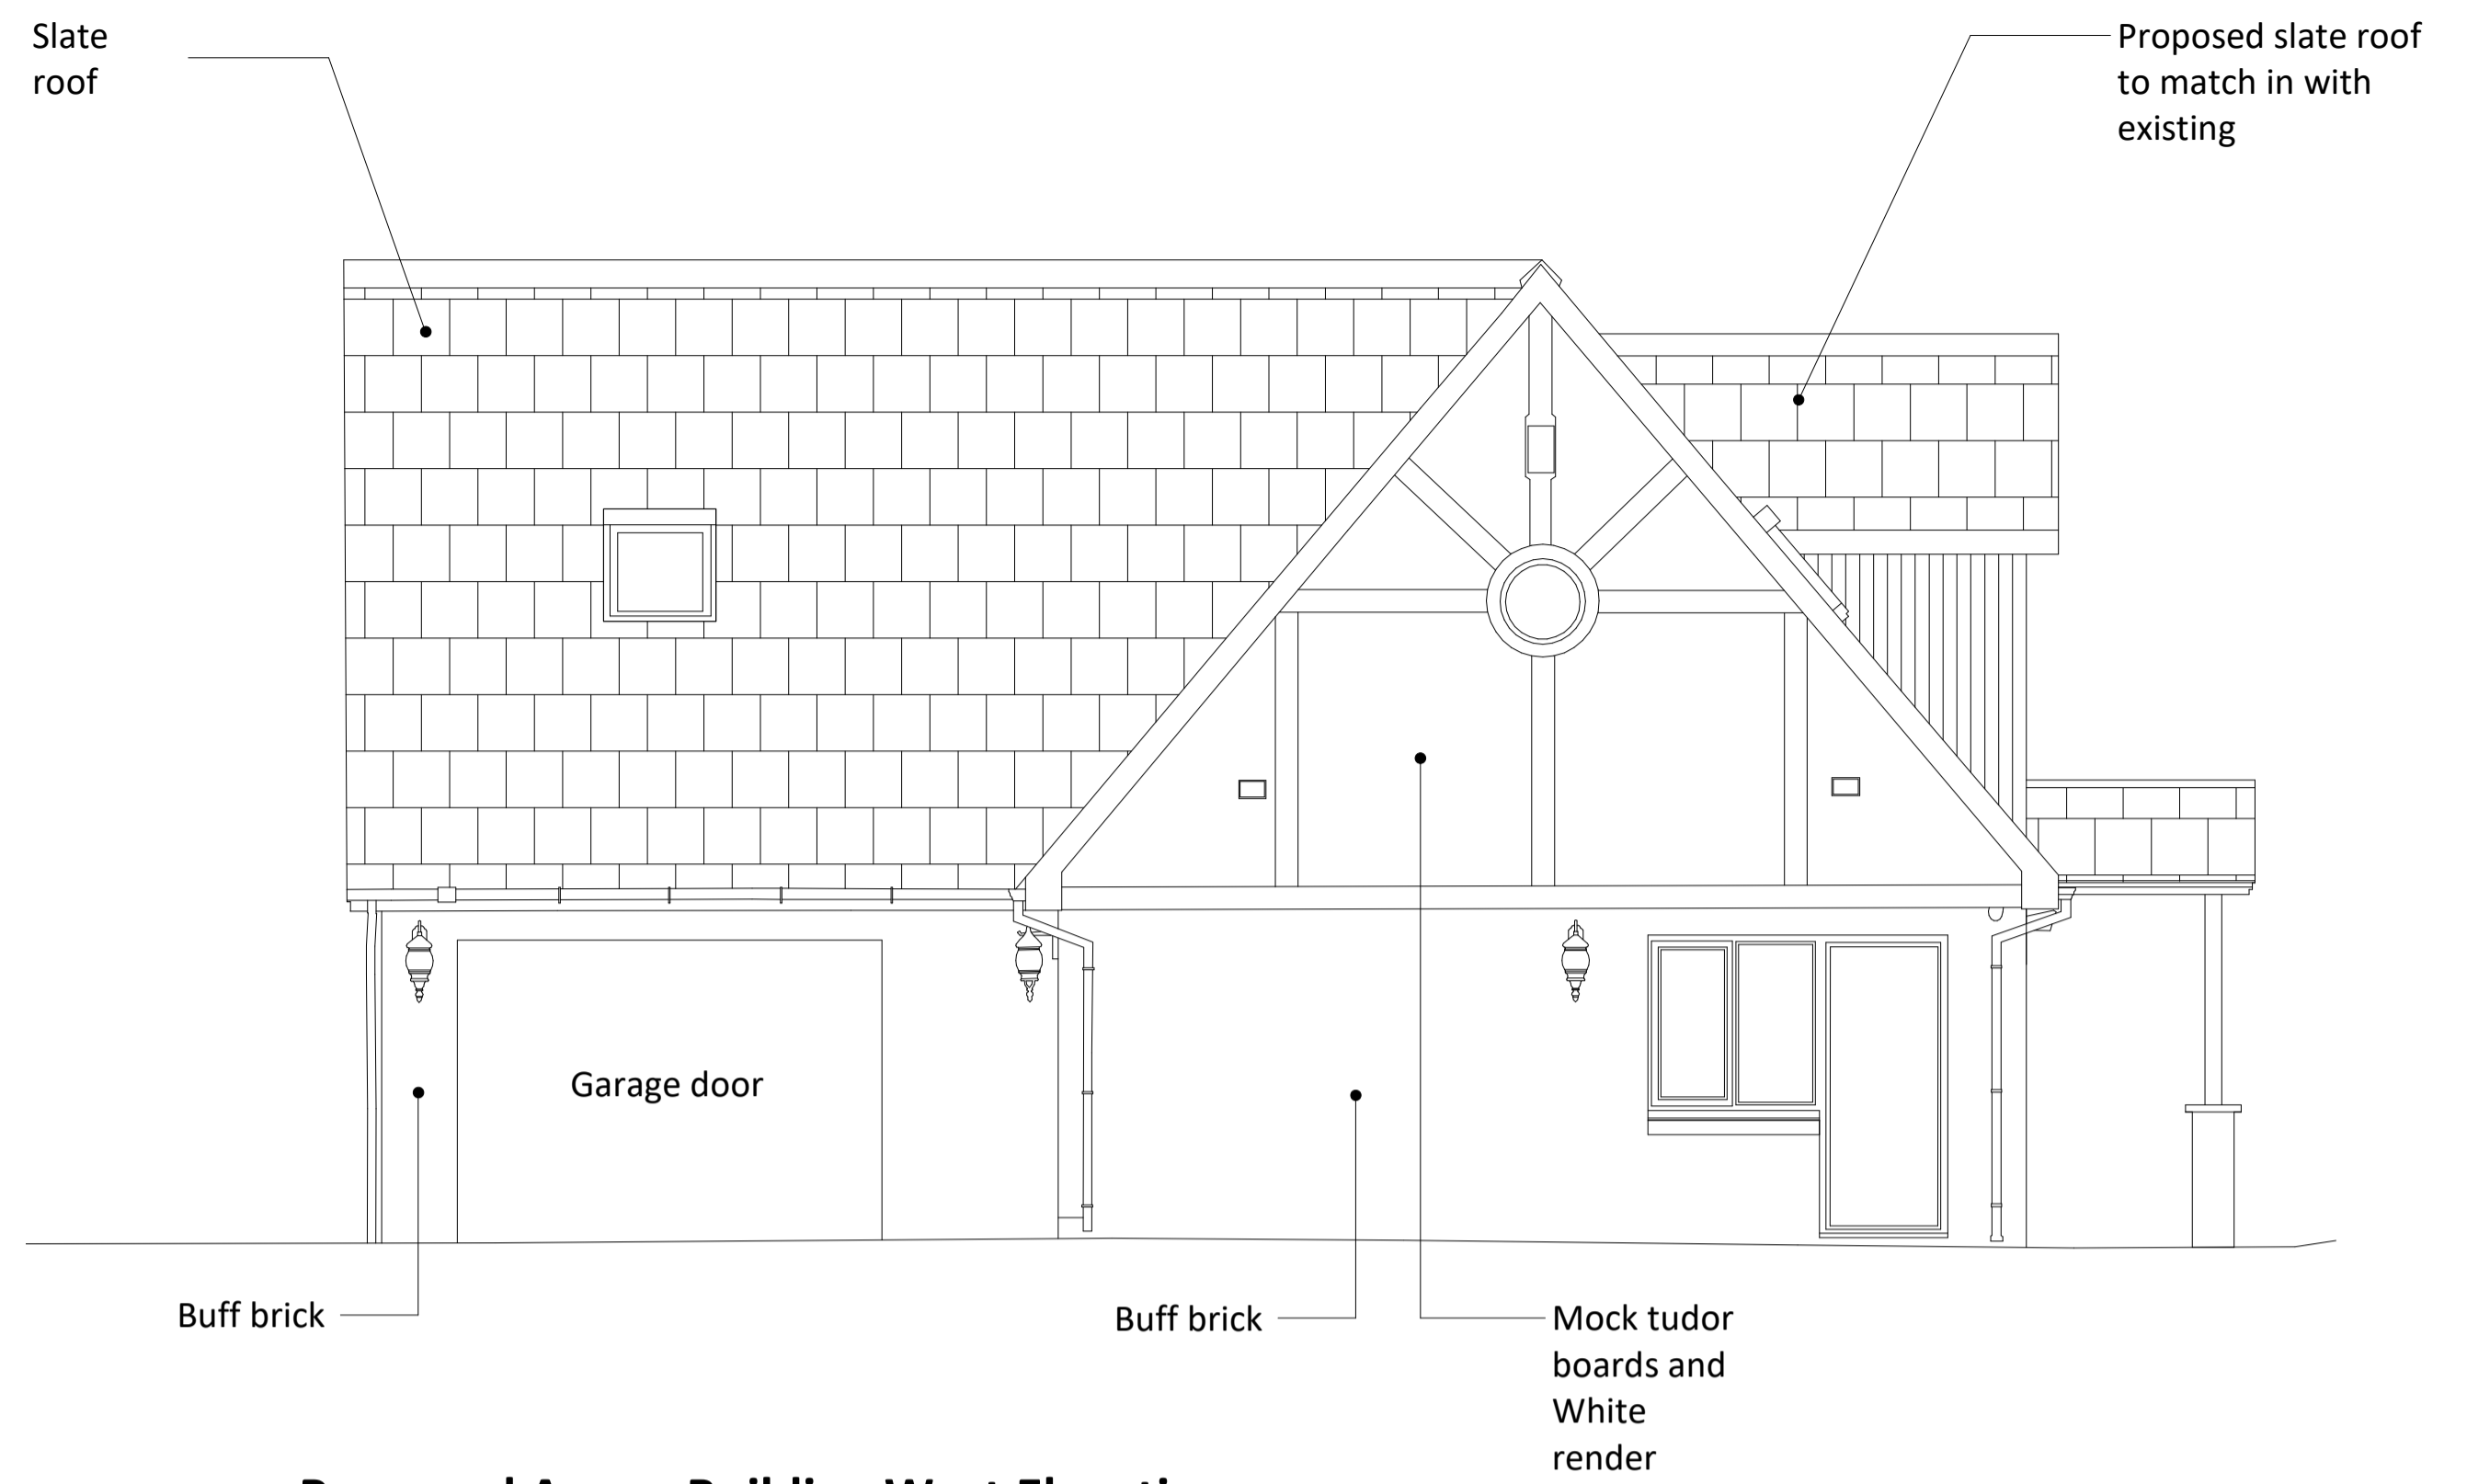 Slate
roof
Proposed slate roof
to match in with
existing
Garage door
Buff brick
Buff brick
Mock tudor
boards and
White
render